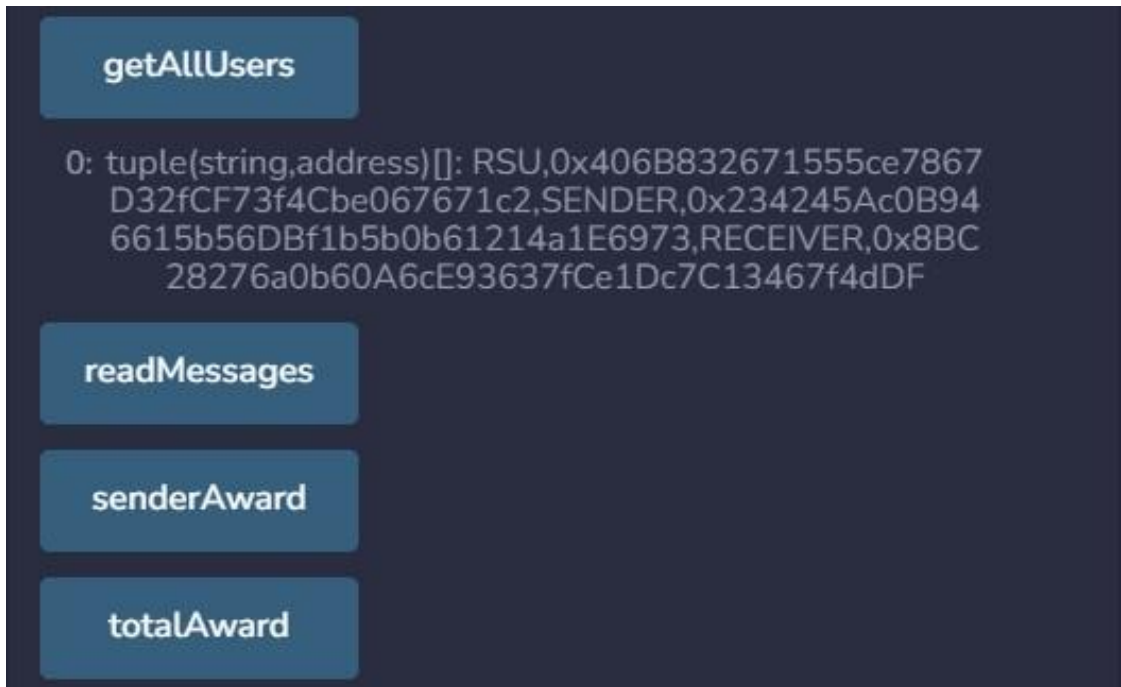 getAllUsers
0: tuple(string,address)[]: RSU,0x406B832671555ce7867
D32fCF73f4Cbe067671c2,SENDER,0x234245Ac0B94
6615b56DBf1b5b0b61214a1E6973,RECEIVER,0x8BC
28276a0b60A6cE93637fCe1Dc7C13467f4dDF
readMessages
senderAward
totalAward